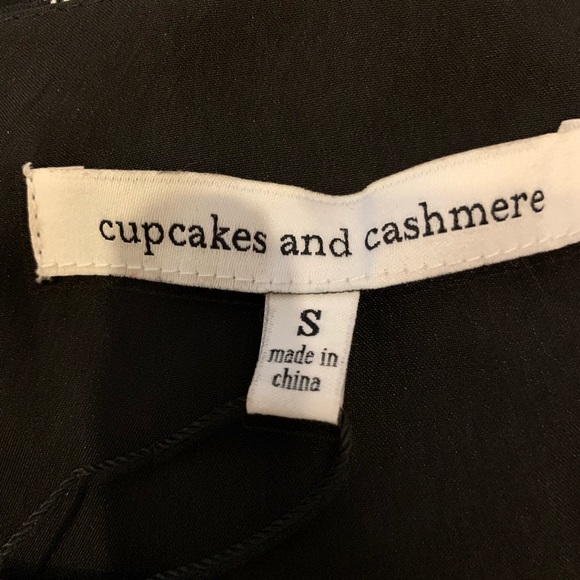 cupcakes and cashmere
S
made in
china